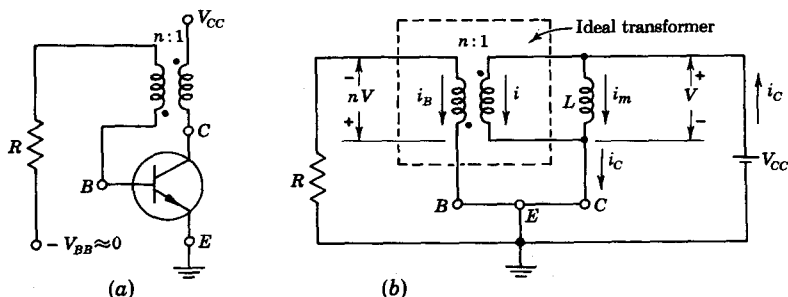 V_CC
n : 1
R
C
B
E
- V_BB ≈ 0
(a)
Ideal transformer
n : 1
-
nV
+
i_B
i
L
i_m
+
V
-
i_C
R
i_C
V_CC
B
E
C
(b)